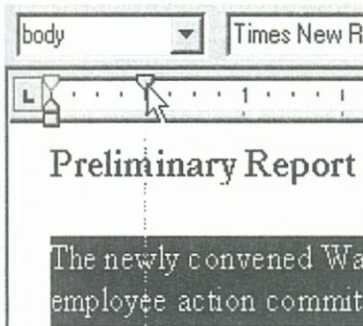 body Times New R
L 1
Preliminary Report
The newly convened Wa
employee action commit